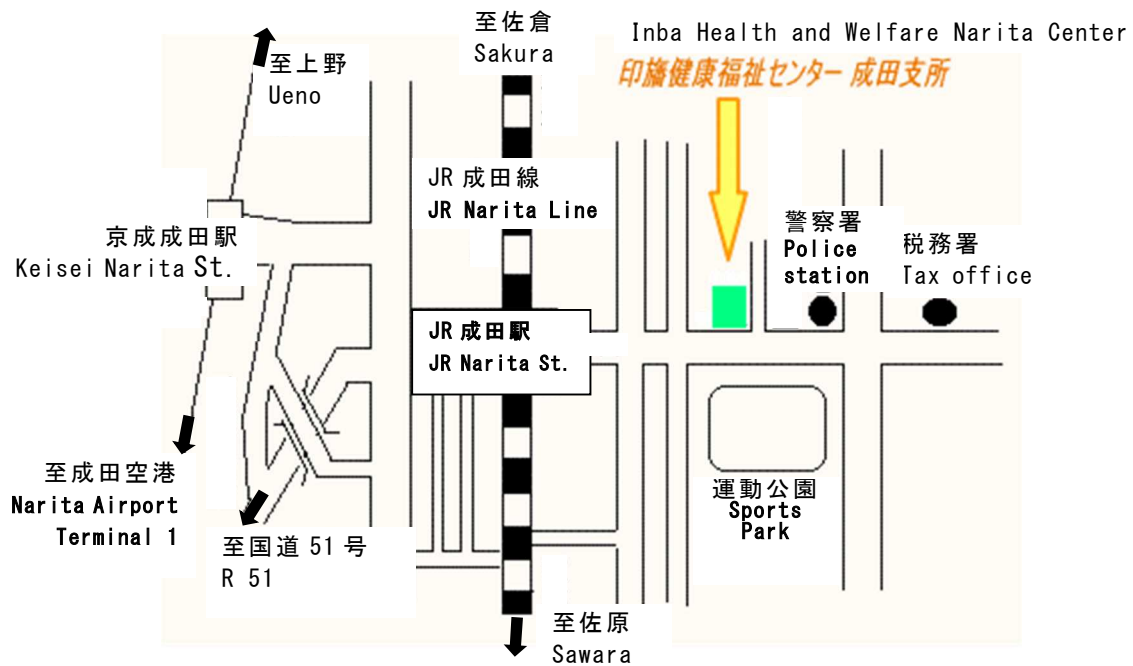 至佐倉
Sakura
Inba Health and Welfare Narita Center
印旛健康福祉センター 成田支所
至上野
Ueno
JR 成田線
JR Narita Line
警察署
Police
station
税務署
Tax office
京成成田駅
Keisei Narita St.
JR 成田駅
JR Narita St.
至成田空港
Narita Airport
Terminal 1
運動公園
Sports
Park
至国道 51 号
R 51
至佐原
Sawara